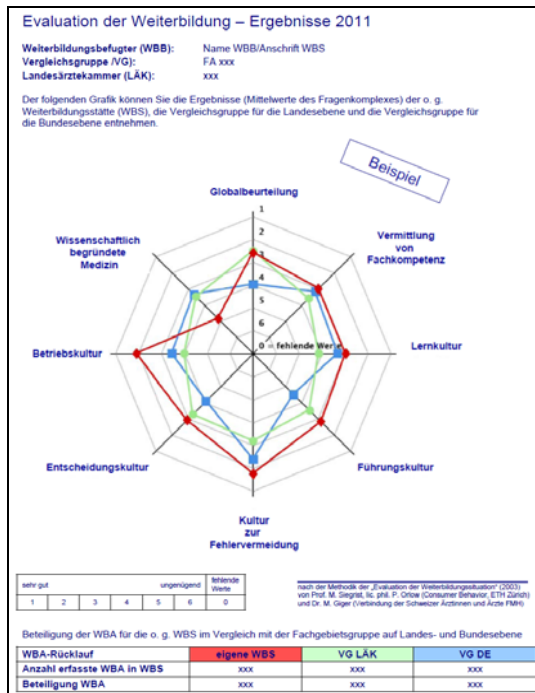 Evaluation der Weiterbildung – Ergebnisse 2011
Weiterbildungsbefugter (WBB): Name WBB/Anschrift WBS
Vergleichsgruppe /VG): FA xxx
Landesärztekammer (LÄK): xxx
Der folgenden Grafik können Sie die Ergebnisse (Mittelwerte des Fragenkomplexes) der o. g.
Weiterbildungsstätte (WBS), die Vergleichsgruppe für die Landesebene und die Vergleichsgruppe für
die Bundesebene entnehmen.
Beispiel
Globalbeurteilung
1
2
3
4
5
6
0 = fehlende Werte
Wissenschaftlich
begründete
Medizin
Vermittlung
von
Fachkompetenz
Betriebskultur
Lernkultur
Entscheidungskultur
Führungskultur
Kultur
zur
Fehlervermeidung
sehr gut ungenügend fehlende
Werte
1 2 3 4 5 6 0
nach der Methodik der „Evaluation der Weiterbildungssituation“ (2003)
von Prof. M. Siegrist, lic. phil. P. Orlow (Consumer Behavior, ETH Zürich)
und Dr. M. Giger (Verbindung der Schweizer Ärztinnen und Ärzte FMH)
Beteiligung der WBA für die o. g. WBS im Vergleich mit der Fachgebietsgruppe auf Landes- und Bundesebene
WBA-Rücklauf eigene WBS VG LÄK VG DE
Anzahl erfasste WBA in WBS xxx xxx xxx
Beteiligung WBA xxx xxx xxx